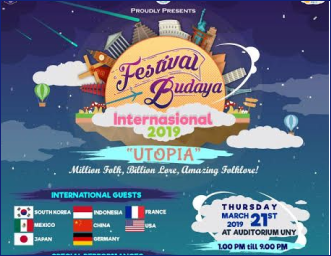 PROUDLY PRESENTS
Festival
Budaya
Internasional
2019
"UTOPIA"
Million Folk, Billion Lore, Amazing Folklore!
INTERNATIONAL GUESTS
SOUTH KOREA INDONESIA FRANCE
MEXICO CHINA USA
JAPAN GERMANY
THURSDAY
MARCH 21ST
2019
AT AUDITORIUM UNY
1.00 PM till 9.00 PM